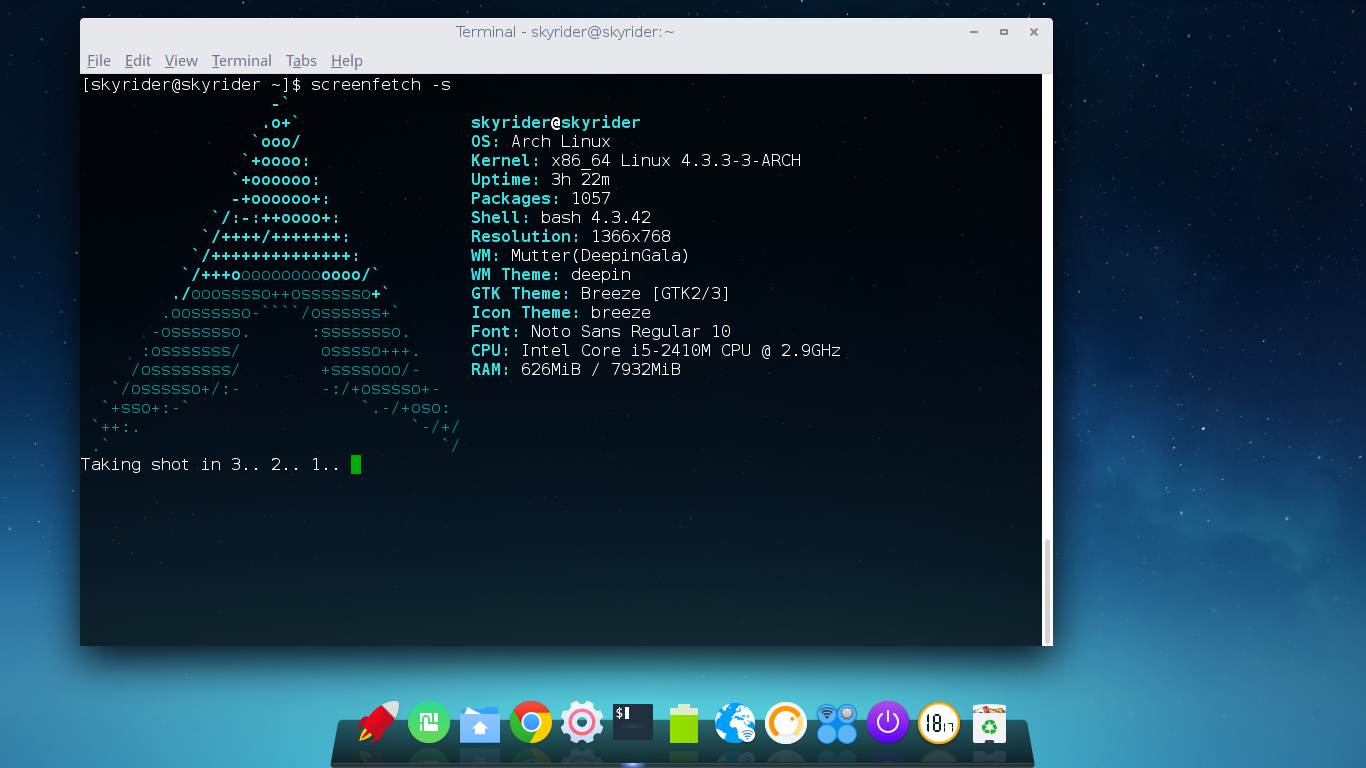 Terminal - skyrider@skyrider:~
File Edit View Terminal Tabs Help
[skyrider@skyrider ~]$ screenfetch -s
-`
.o+`
`ooo/
`+oooo:
`+oooooo:
-+oooooo+:
`/:-:++oooo+:
`/++++/+++++++:
`/++++++++++++++:
`/+++ooooooooooooo/`
./ooosssso++osssssso+`
.oossssso-````/ossssss+`
-osssssso. :ssssssso.
:osssssss/ osssso+++.
/ossssssss/ +ssssooo/-
`/ossssso+/:- -:/+osssso+-
`+sso+:-` `.-/+oso:
`++:. `-/+/
.` `/
skyrider@skyrider
OS: Arch Linux
Kernel: x86_64 Linux 4.3.3-3-ARCH
Uptime: 3h 22m
Packages: 1057
Shell: bash 4.3.42
Resolution: 1366x768
WM: Mutter(DeepinGala)
WM Theme: deepin
GTK Theme: Breeze [GTK2/3]
Icon Theme: breeze
Font: Noto Sans Regular 10
CPU: Intel Core i5-2410M CPU @ 2.9GHz
RAM: 626MiB / 7932MiB
Taking shot in 3.. 2.. 1..
$
18 17